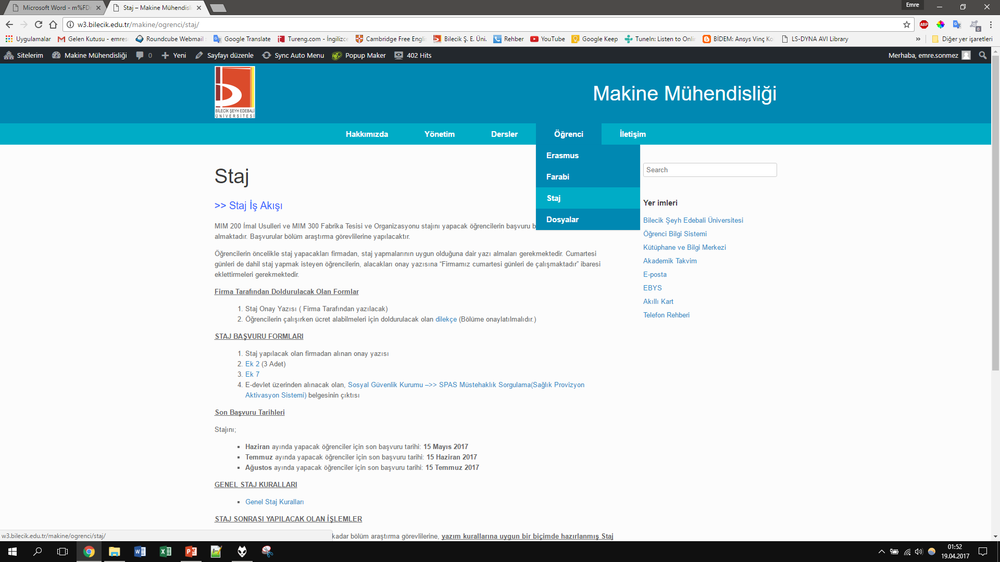 Microsoft Word - m%FD
Staj – Makine Mühendisli
Emre
w3.bilecik.edu.tr/makine/ogrenci/staj/
Uygulamalar
Gelen Kutusu - emres
Roundcube Webmail
Google Translate
Tureng.com - İngilizce
Cambridge Free Engli
Bilecik Ş. E. Üni.
Rehber
YouTube
Google Keep
TuneIn: Listen to Onlin
BİDEM: Ansys Vinç Ko
LS-DYNA AVI Library
»
Diğer yer işaretleri
Sitelerim
Makine Mühendisliği
0
Yeni
Sayfayı düzenle
Sync Auto Menu
Popup Maker
402 Hits
Merhaba, emre.sonmez
BİLECİK ŞEYH EDEBALİ
ÜNİVERSİTESİ
Makine Mühendisliği
Hakkımızda
Yönetim
Dersler
Öğrenci
İletişim
Erasmus
Farabi
Staj
Dosyalar
Staj
>> Staj İş Akışı
MIM 200 İmal Usulleri ve MIM 300 Fabrika Tesisi ve Organizasyonu stajını yapacak öğrencilerin başvuru b
almaktadır. Başvurular bölüm araştırma görevlilerine yapılacaktır.
Öğrencilerin öncelikle staj yapacakları firmadan, staj yapmalarının uygun olduğuna dair yazı almaları gerekmektedir. Cumartesi
günleri de dahil staj yapmak isteyen öğrencilerin, alacakları onay yazısına “Firmamız cumartesi günleri de çalışmaktadır” ibaresi
eklettirmeleri gerekmektedir.
Firma Tarafından Doldurulacak Olan Formlar
1. Staj Onay Yazısı ( Firma Tarafından yazılacak)
2. Öğrencilerin çalışırken ücret alabilmeleri için doldurulacak olan dilekçe (Bölüme onaylatılmalıdır.)
STAJ BAŞVURU FORMLARI
1. Staj yapılacak olan firmadan alınan onay yazısı
2. Ek 2 (3 Adet)
3. Ek 7
4. E-devlet üzerinden alınacak olan, Sosyal Güvenlik Kurumu –>> SPAS Müstehaklık Sorgulama(Sağlık Provizyon
Aktivasyon Sistemi) belgesinin çıktısı
Son Başvuru Tarihleri
Stajını;
Haziran ayında yapacak öğrenciler için son başvuru tarihi: 15 Mayıs 2017
Temmuz ayında yapacak öğrenciler için son başvuru tarihi: 15 Haziran 2017
Ağustos ayında yapacak öğrenciler için son başvuru tarihi: 15 Temmuz 2017
GENEL STAJ KURALLARI
Genel Staj Kuralları
STAJ SONRASI YAPILACAK OLAN İŞLEMLER
kadar bölüm araştırma görevlilerine, yazım kurallarına uygun bir biçimde hazırlanmış Staj
Search
Yer imleri
Bilecik Şeyh Edebali Üniversitesi
Öğrenci Bilgi Sistemi
Kütüphane ve Bilgi Merkezi
Akademik Takvim
E-posta
EBYS
Akıllı Kart
Telefon Rehberi
w3.bilecik.edu.tr/makine/ogrenci/staj/
01:52
19.04.2017